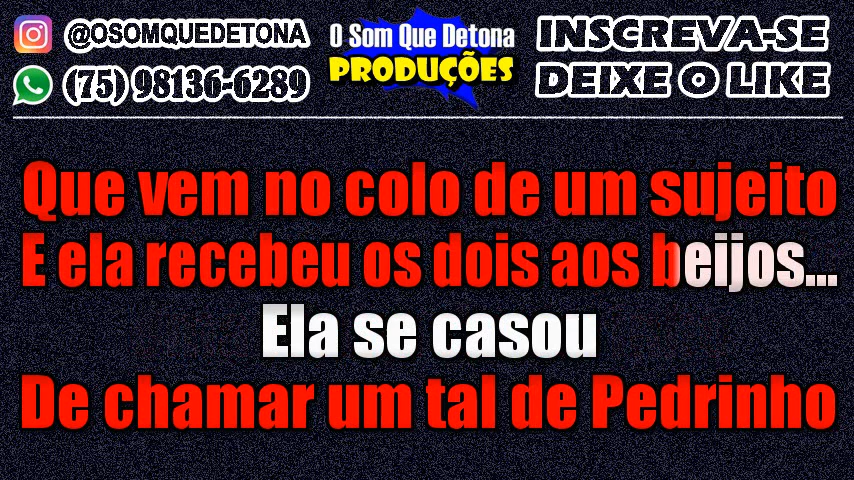 @OSOMQUEDETONA
(75) 98136-6289
O Som Que Detona
PRODUÇÕES
INSCREVA-SE
DEIXE O LIKE
Que vem no colo de um sujeito
E ela recebeu os dois aos beijos...
Ela se casou
De chamar um tal de Pedrinho